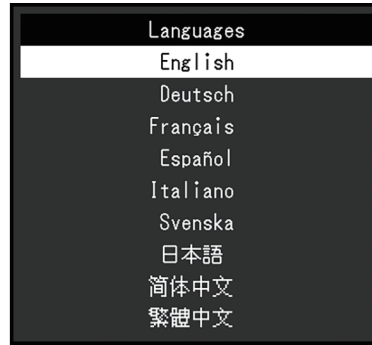 Languages
English
Deutsch
Français
Español
Italiano
Svenska
日本語
简体中文
繁體中文